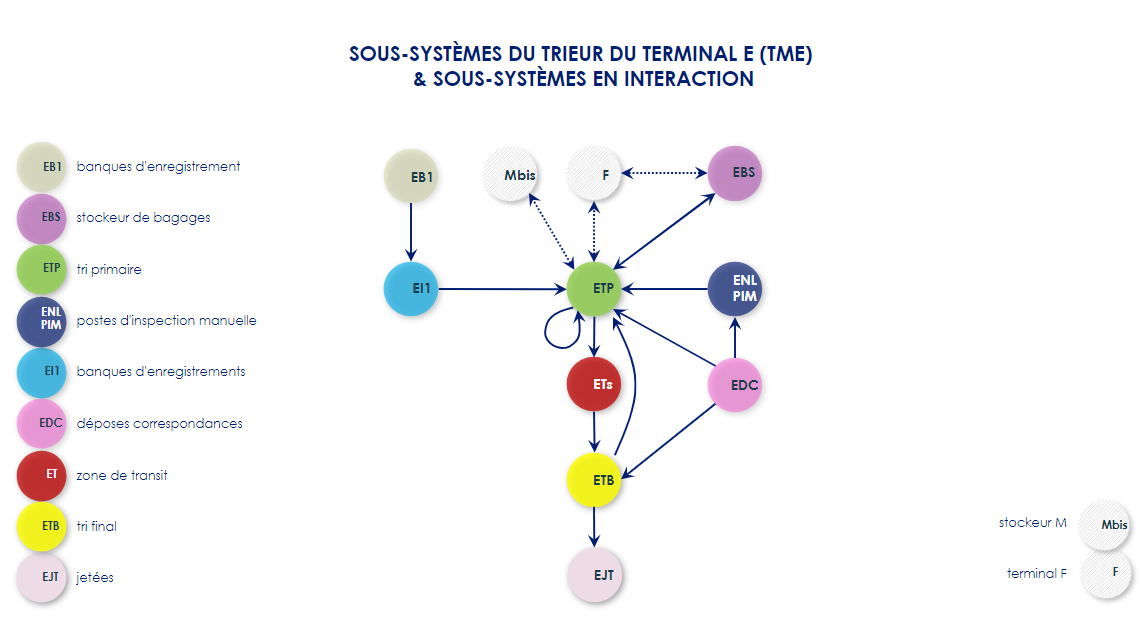 SOUS-SYSTÈMES DU TRIEUR DU TERMINAL E (TME)
& SOUS-SYSTÈMES EN INTERACTION
EB1 banques d'enregistrement
EBS stockeur de bagages
ETP tri primaire
ENL
PIM
postes d'inspection manuelle
EI1 banques d'enregistrements
EDC déposes correspondances
ET zone de transit
ETB tri final
EJT jetées
EB1
Mbis
F
EBS
EI1
ETP
ENL
PIM
ETs
EDC
ETB
EJT
stockeur M Mbis
terminal F F